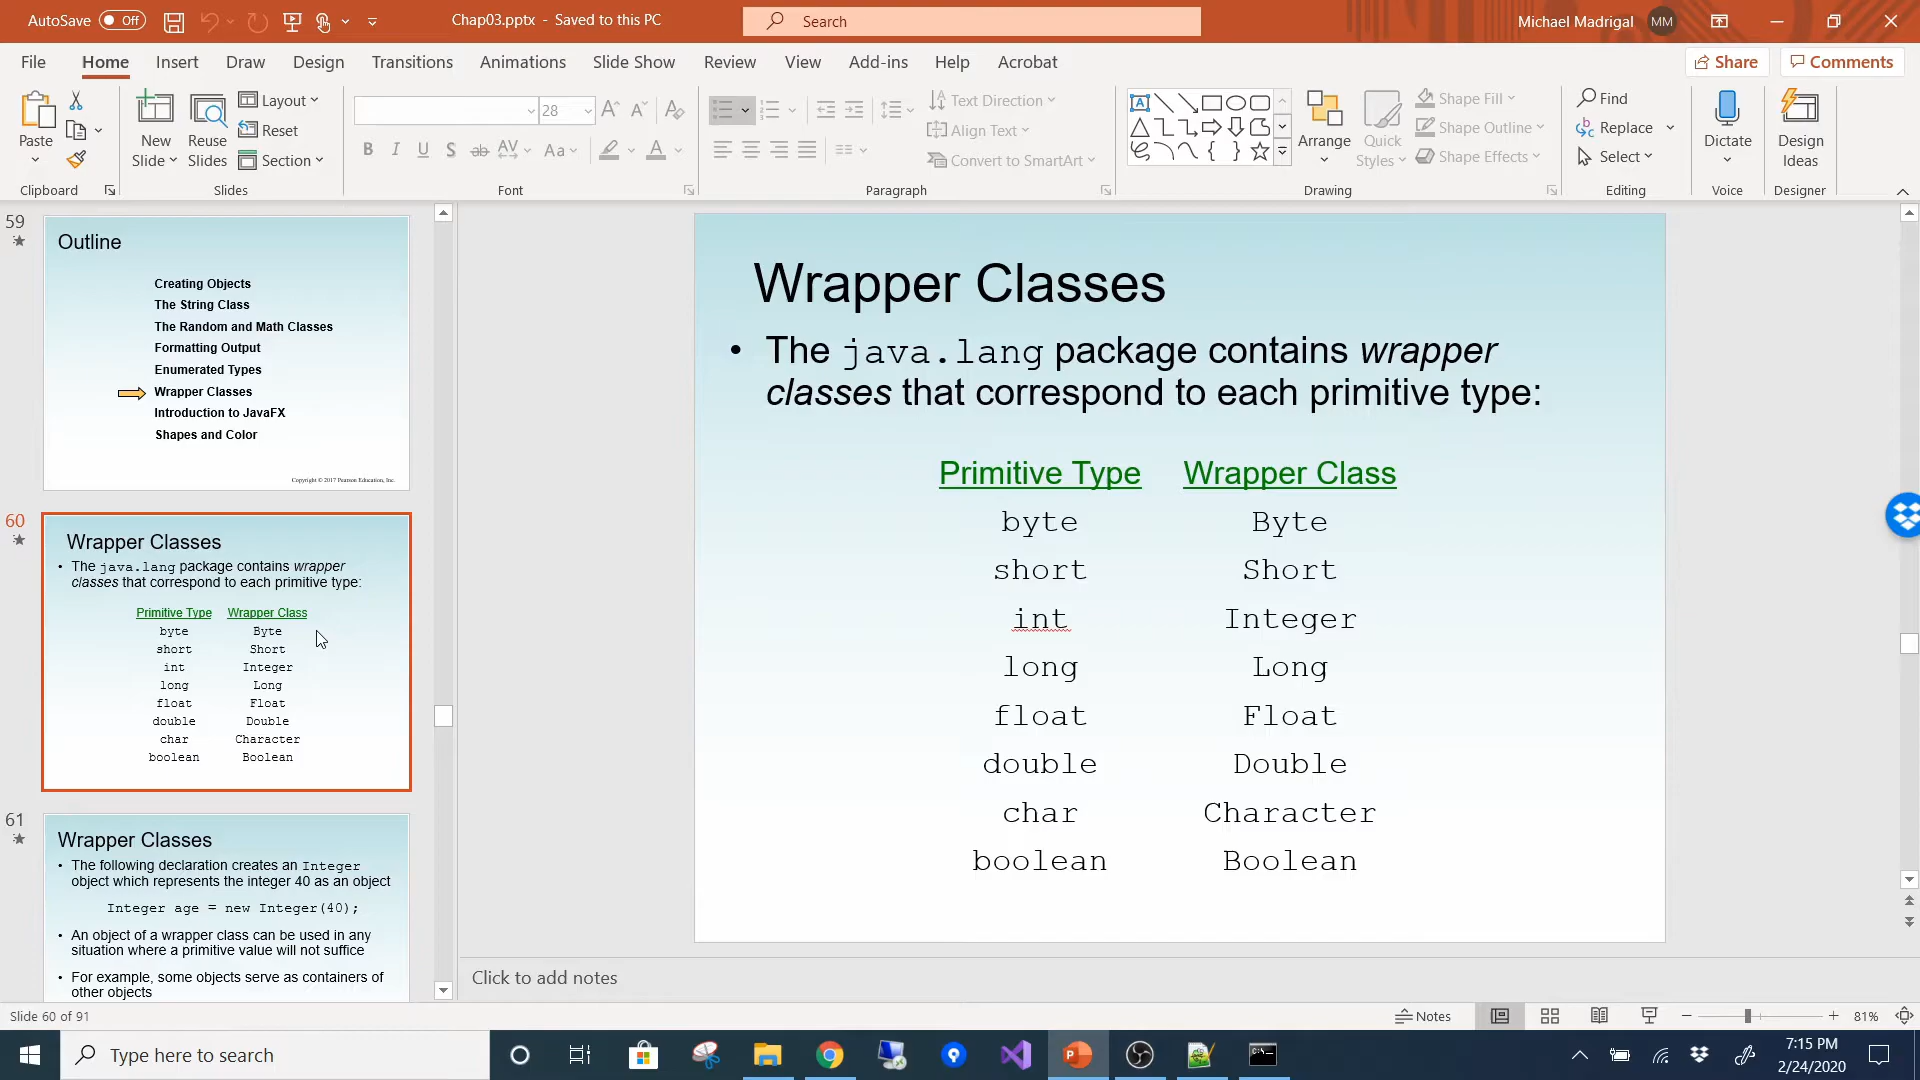 AutoSave Off
Chap03.pptx - Saved to this PC
Search
Michael Madrigal MM
File Home Insert Draw Design Transitions Animations Slide Show Review View Add-ins Help Acrobat
Share Comments
Paste
New
Slide
Reuse
Slides
Layout
Reset
Section
28
B I U S ab AV Aa A
Text Direction
Align Text
Convert to SmartArt
Arrange
Quick
Styles
Shape Fill
Shape Outline
Shape Effects
Find
Replace
Select
Dictate
Design
Ideas
Clipboard Slides Font Paragraph Drawing Editing Voice Designer
59
Outline
Creating Objects
The String Class
The Random and Math Classes
Formatting Output
Enumerated Types
Wrapper Classes
Introduction to JavaFX
Shapes and Color
Copyright © 2017 Pearson Education, Inc.
60
Wrapper Classes
• The java.lang package contains wrapper
classes that correspond to each primitive type:
Primitive Type Wrapper Class
byte Byte
short Short
int Integer
long Long
float Float
double Double
char Character
boolean Boolean
61
Wrapper Classes
• The following declaration creates an Integer
object which represents the integer 40 as an object
Integer age = new Integer(40);
• An object of a wrapper class can be used in any
situation where a primitive value will not suffice
• For example, some objects serve as containers of
other objects
Wrapper Classes
• The java.lang package contains wrapper
classes that correspond to each primitive type:
Primitive Type Wrapper Class
byte Byte
short Short
int Integer
long Long
float Float
double Double
char Character
boolean Boolean
Click to add notes
Slide 60 of 91
Notes
81%
Type here to search
7:15 PM
2/24/2020